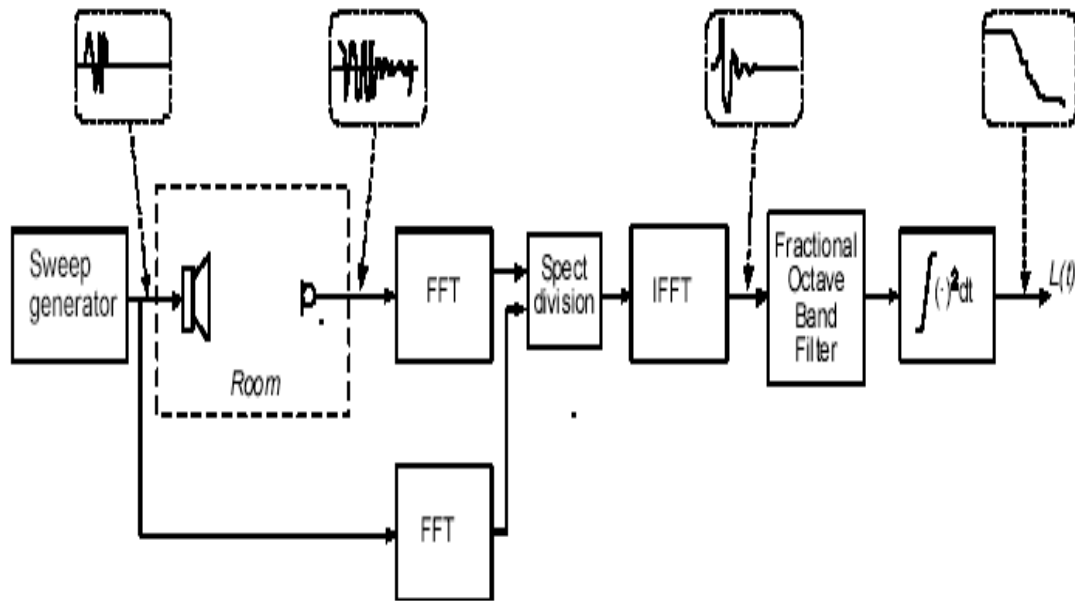 Sweep
generator
Room
FFT
FFT
Spect
division
IFFT
Fractional
Octave
Band
Filter
∫(·)²dt
L(t)